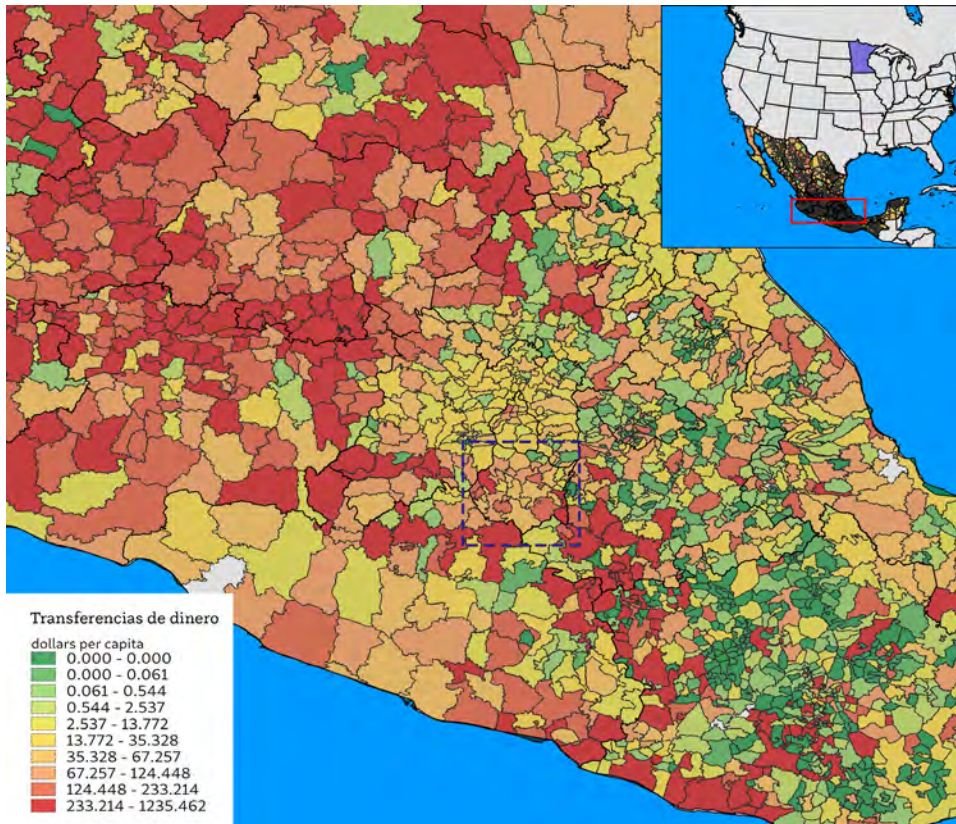 Transferencias de dinero
dollars per capita
0.000 - 0.000
0.000 - 0.061
0.061 - 0.544
0.544 - 2.537
2.537 - 13.772
13.772 - 35.328
35.328 - 67.257
67.257 - 124.448
124.448 - 233.214
233.214 - 1235.462